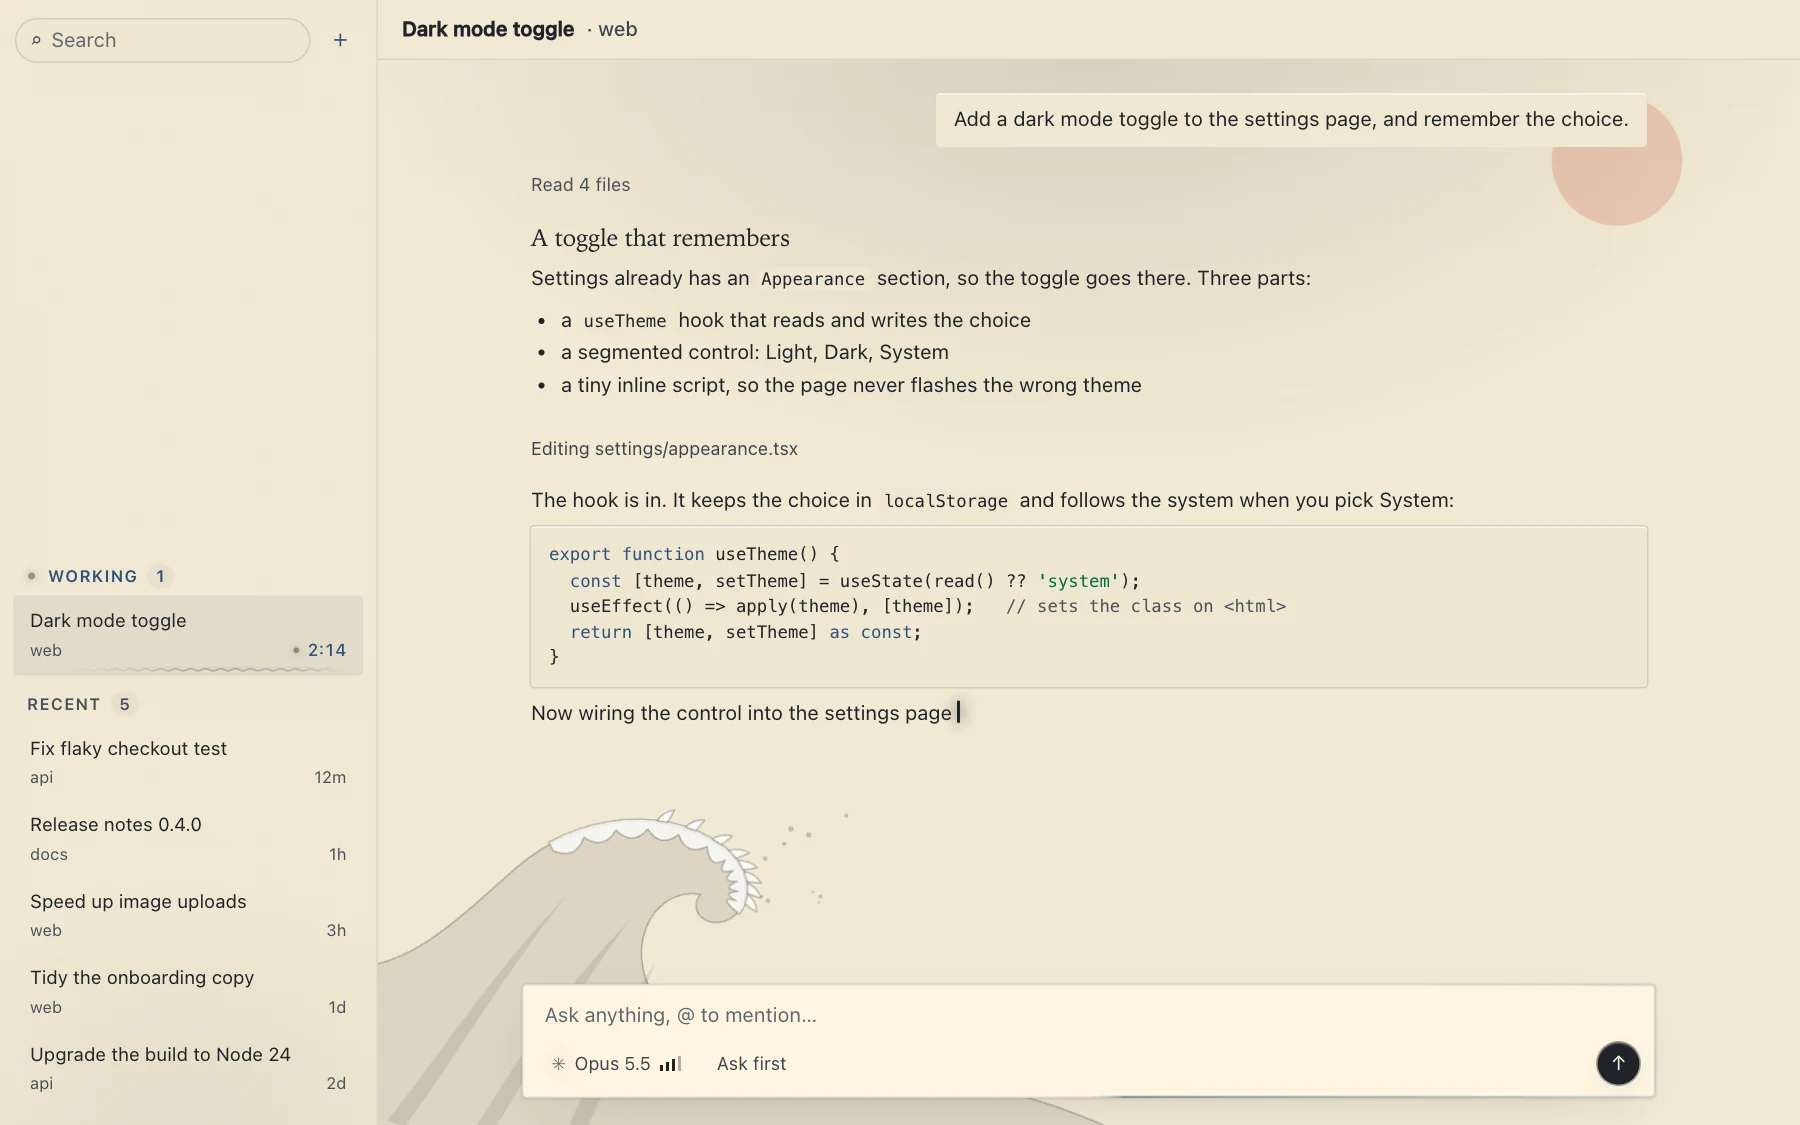 Search
+
WORKING 1
Dark mode toggle
web 2:14
RECENT 5
Fix flaky checkout test
api 12m
Release notes 0.4.0
docs 1h
Speed up image uploads
web 3h
Tidy the onboarding copy
web 1d
Upgrade the build to Node 24
api 2d
Dark mode toggle · web
Add a dark mode toggle to the settings page, and remember the choice.
Read 4 files
A toggle that remembers
Settings already has an Appearance section, so the toggle goes there. Three parts:
• a useTheme hook that reads and writes the choice
• a segmented control: Light, Dark, System
• a tiny inline script, so the page never flashes the wrong theme
Editing settings/appearance.tsx
The hook is in. It keeps the choice in localStorage and follows the system when you pick System:
export function useTheme() {
  const [theme, setTheme] = useState(read() ?? 'system');
  useEffect(() => apply(theme), [theme]);   // sets the class on <html>
  return [theme, setTheme] as const;
}
Now wiring the control into the settings page
Ask anything, @ to mention...
Opus 5.5 Ask first